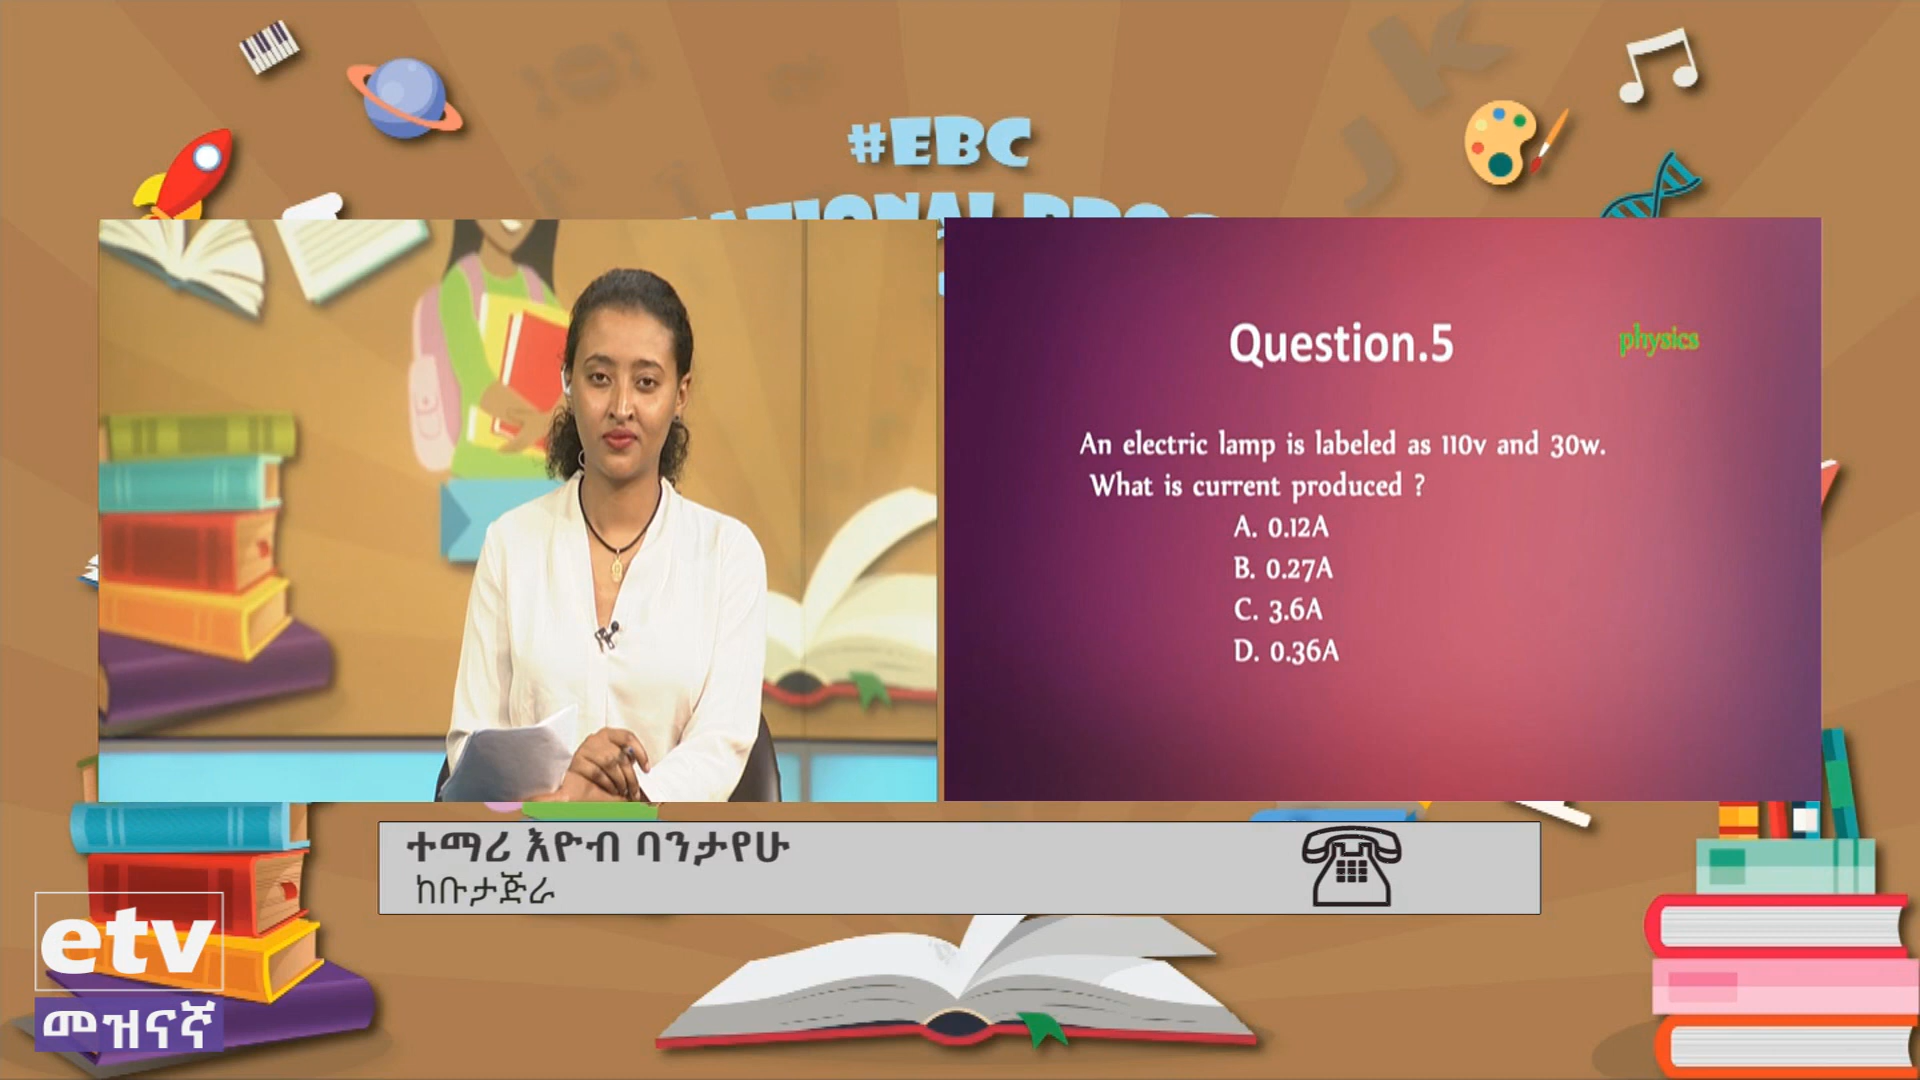 #EBC
Question.5
physics
An electric lamp is labeled as 110v and 30w.
What is current produced ?
A. 0.12A
B. 0.27A
C. 3.6A
D. 0.36A
ተማሪ እዮብ ባንታየሁ
ከቡታጅራ
etv
መዝናኛ